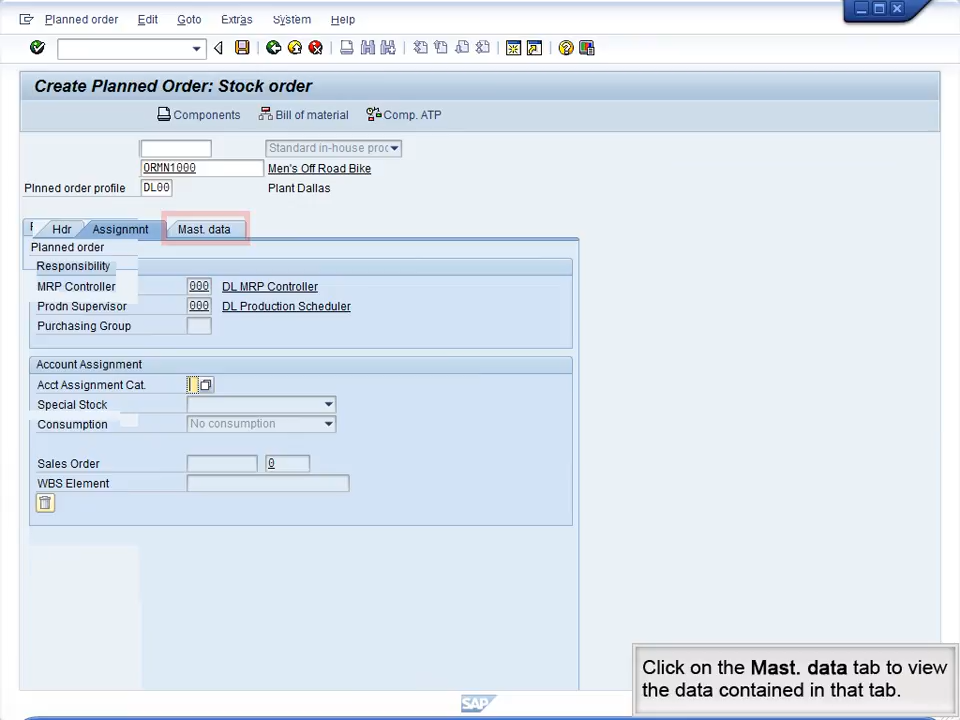 Planned order Edit Goto Extras System Help
Create Planned Order: Stock order
Components Bill of material Comp. ATP
Standard in-house proc
ORMN1000 Men's Off Road Bike
Plnned order profile DL00 Plant Dallas
Hdr Assignmnt Mast. data
Planned order
Responsibility
MRP Controller 000 DL MRP Controller
Prodn Supervisor 000 DL Production Scheduler
Purchasing Group
Account Assignment
Acct Assignment Cat.
Special Stock
Consumption No consumption
Sales Order 0
WBS Element
Click on the Mast. data tab to view
the data contained in that tab.
SAP